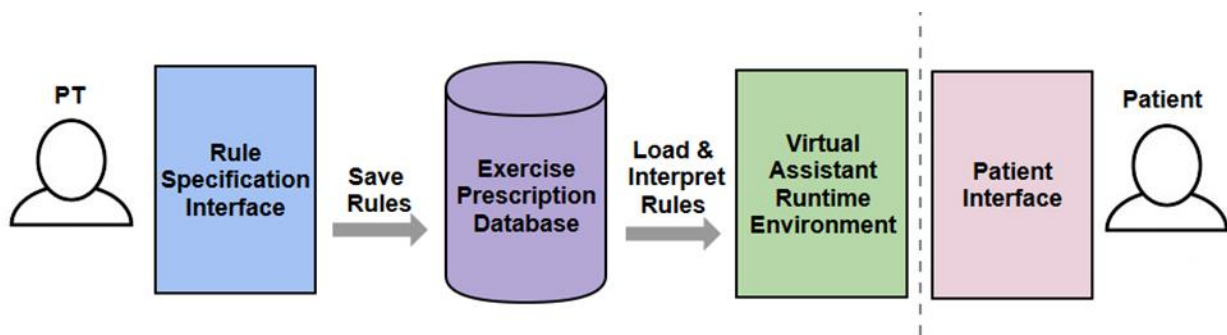 PT
Rule
Specification
Interface
Save
Rules
Exercise
Prescription
Database
Load &
Interpret
Rules
Virtual
Assistant
Runtime
Environment
Patient
Interface
Patient